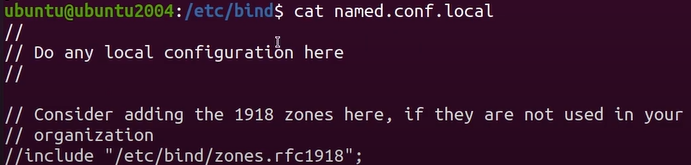 ubuntu@ubuntu2004:/etc/bind$ cat named.conf.local
//
// Do any local configuration here
//
// Consider adding the 1918 zones here, if they are not used in your
// organization
//include "/etc/bind/zones.rfc1918";